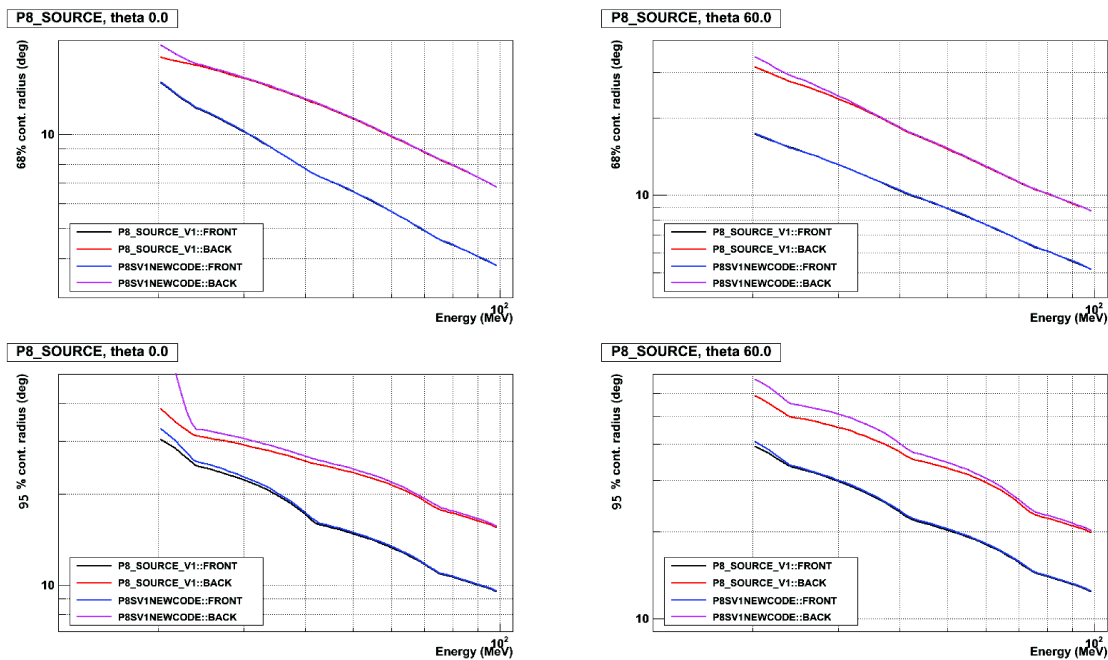 P8_SOURCE, theta 0.0
68% cont. radius (deg)
10
P8_SOURCE_V1::FRONT
P8_SOURCE_V1::BACK
P8SV1NEWCODE::FRONT
P8SV1NEWCODE::BACK
10²
Energy (MeV)
P8_SOURCE, theta 60.0
68% cont. radius (deg)
10
P8_SOURCE_V1::FRONT
P8_SOURCE_V1::BACK
P8SV1NEWCODE::FRONT
P8SV1NEWCODE::BACK
10²
Energy (MeV)
P8_SOURCE, theta 0.0
95 % cont. radius (deg)
10
P8_SOURCE_V1::FRONT
P8_SOURCE_V1::BACK
P8SV1NEWCODE::FRONT
P8SV1NEWCODE::BACK
10²
Energy (MeV)
P8_SOURCE, theta 60.0
95 % cont. radius (deg)
10
P8_SOURCE_V1::FRONT
P8_SOURCE_V1::BACK
P8SV1NEWCODE::FRONT
P8SV1NEWCODE::BACK
10²
Energy (MeV)